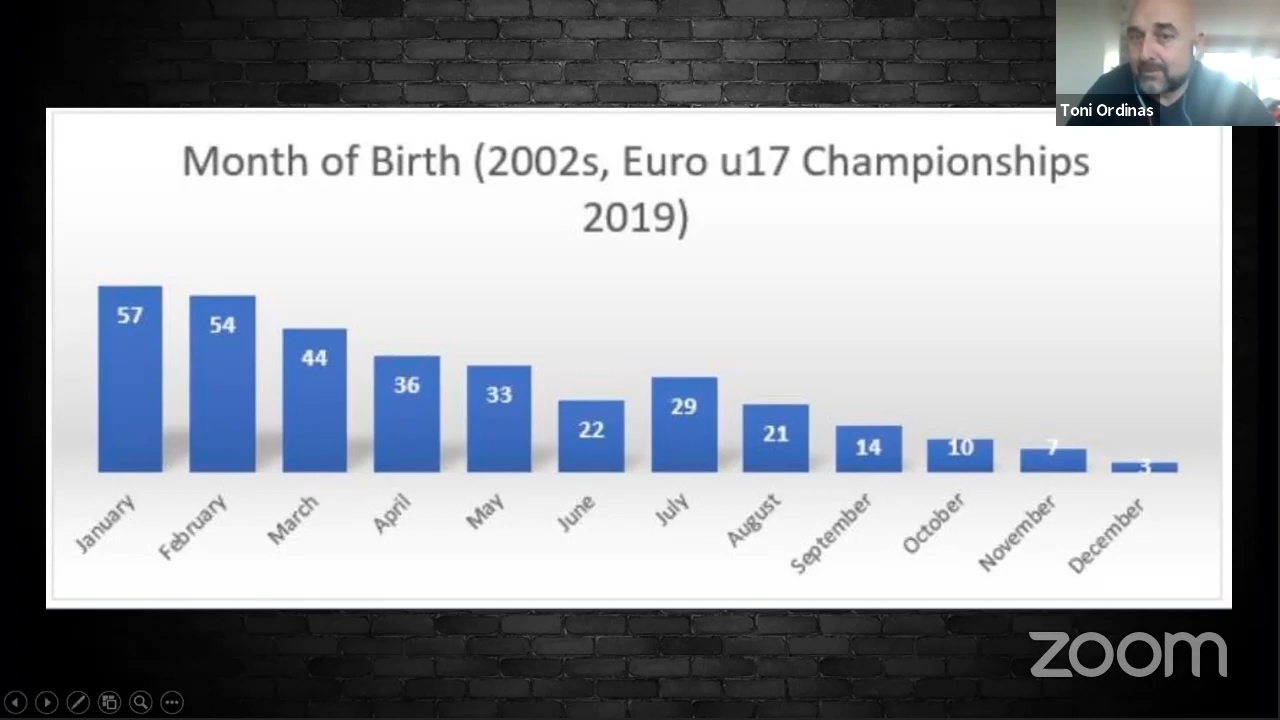 Toni Ordinas
Month of Birth (2002s, Euro u17 Championships
2019)
57
54
44
36
33
22
29
21
14
10
7
3
January
February
March
April
May
June
July
August
September
October
November
December
zoom